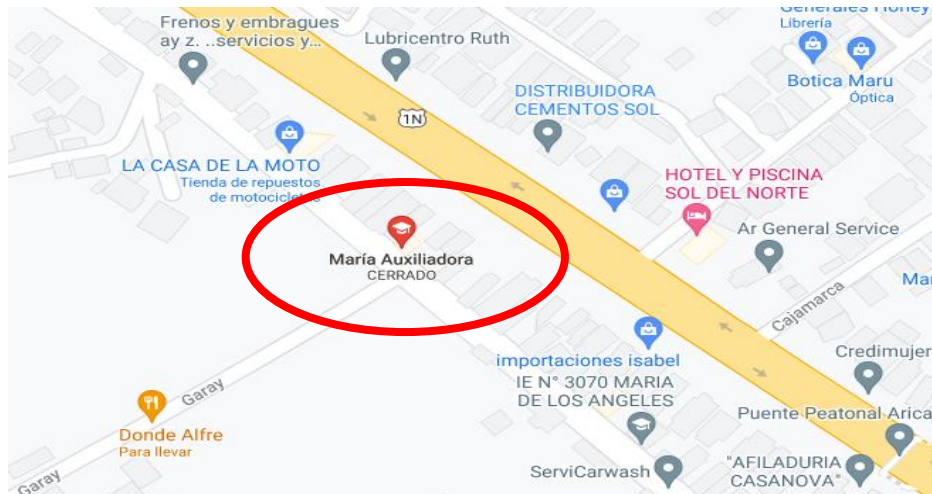 Frenos y embragues
ay z. ..servicios y...
Lubricentro Ruth
Librería
Botica Maru
Óptica
1N
DISTRIBUIDORA
CEMENTOS SOL
LA CASA DE LA MOTO
Tienda de repuestos
de motocicletas
HOTEL Y PISCINA
SOL DEL NORTE
Ar General Service
María Auxiliadora
CERRADO
Cajamarca
importaciones isabel
Credimujer
IE N° 3070 MARIA
DE LOS ANGELES
Garay
Donde Alfre
Para llevar
Puente Peatonal Arica
ServiCarwash
"AFILADURIA
CASANOVA"
Garay